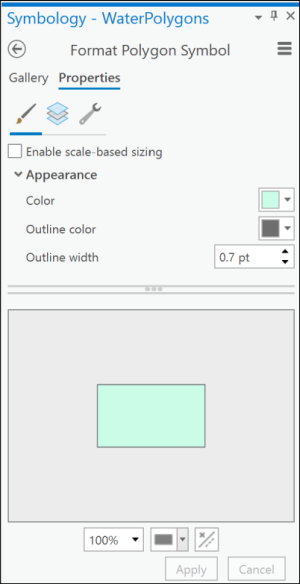 Symbology - WaterPolygons
Format Polygon Symbol
Gallery Properties
Enable scale-based sizing
Appearance
Color
Outline color
Outline width 0.7 pt
100%
Apply Cancel